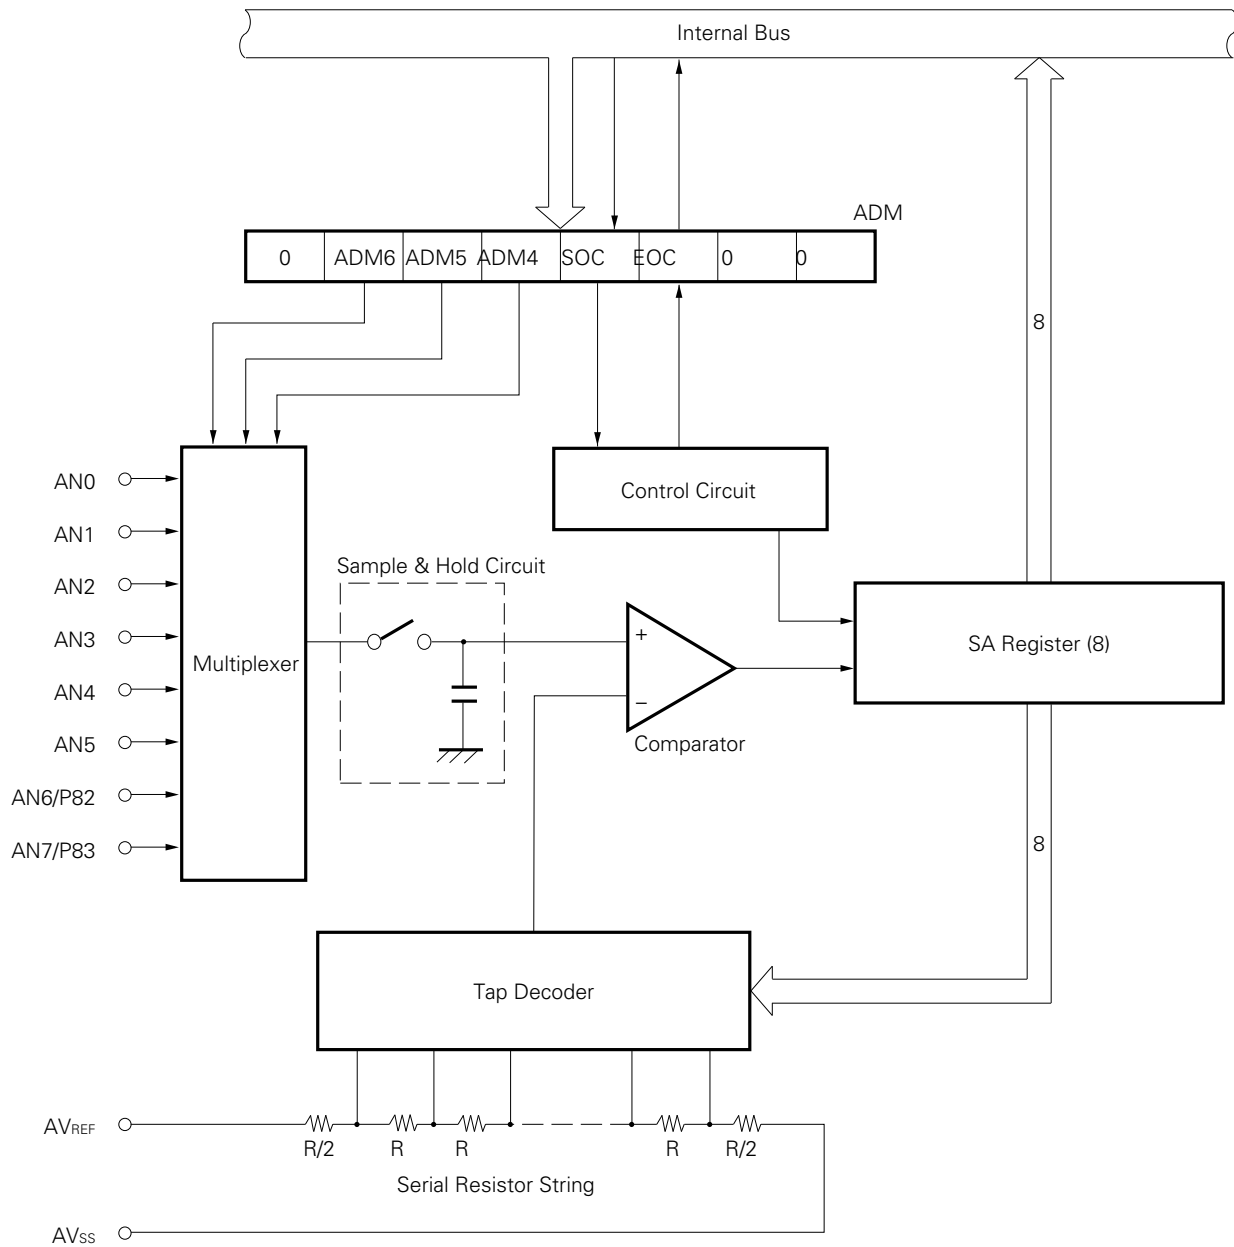 Internal Bus
ADM
0 ADM6 ADM5 ADM4 SOC EOC 0 0
8
AN0
AN1
AN2
AN3
AN4
AN5
AN6/P82
AN7/P83
Multiplexer
Sample & Hold Circuit
Control Circuit
+
−
Comparator
SA Register (8)
8
Tap Decoder
AVREF
R/2 R R R R/2
Serial Resistor String
AVSS